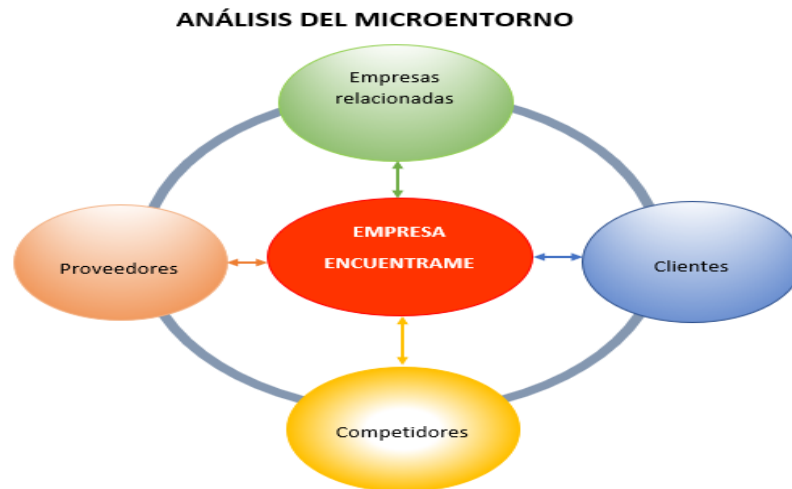 ANÁLISIS DEL MICROENTORNO
Empresas
relacionadas
EMPRESA
ENCUENTRAME
Proveedores
Clientes
Competidores